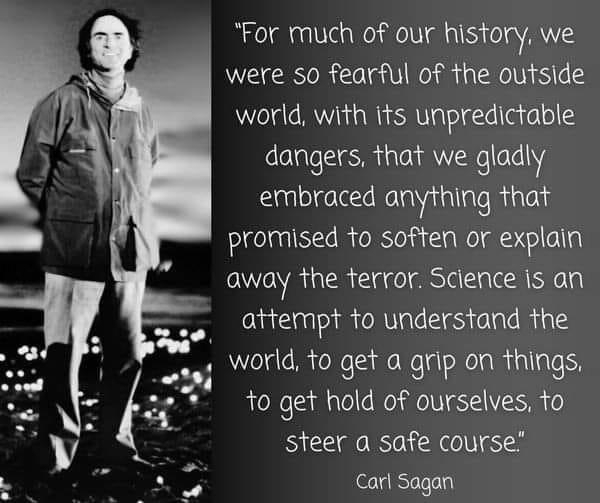 "For much of our history, we
were so fearful of the outside
world, with its unpredictable
dangers, that we gladly
embraced anything that
promised to soften or explain
away the terror. Science is an
attempt to understand the
world, to get a grip on things,
to get hold of ourselves, to
steer a safe course."
Carl Sagan